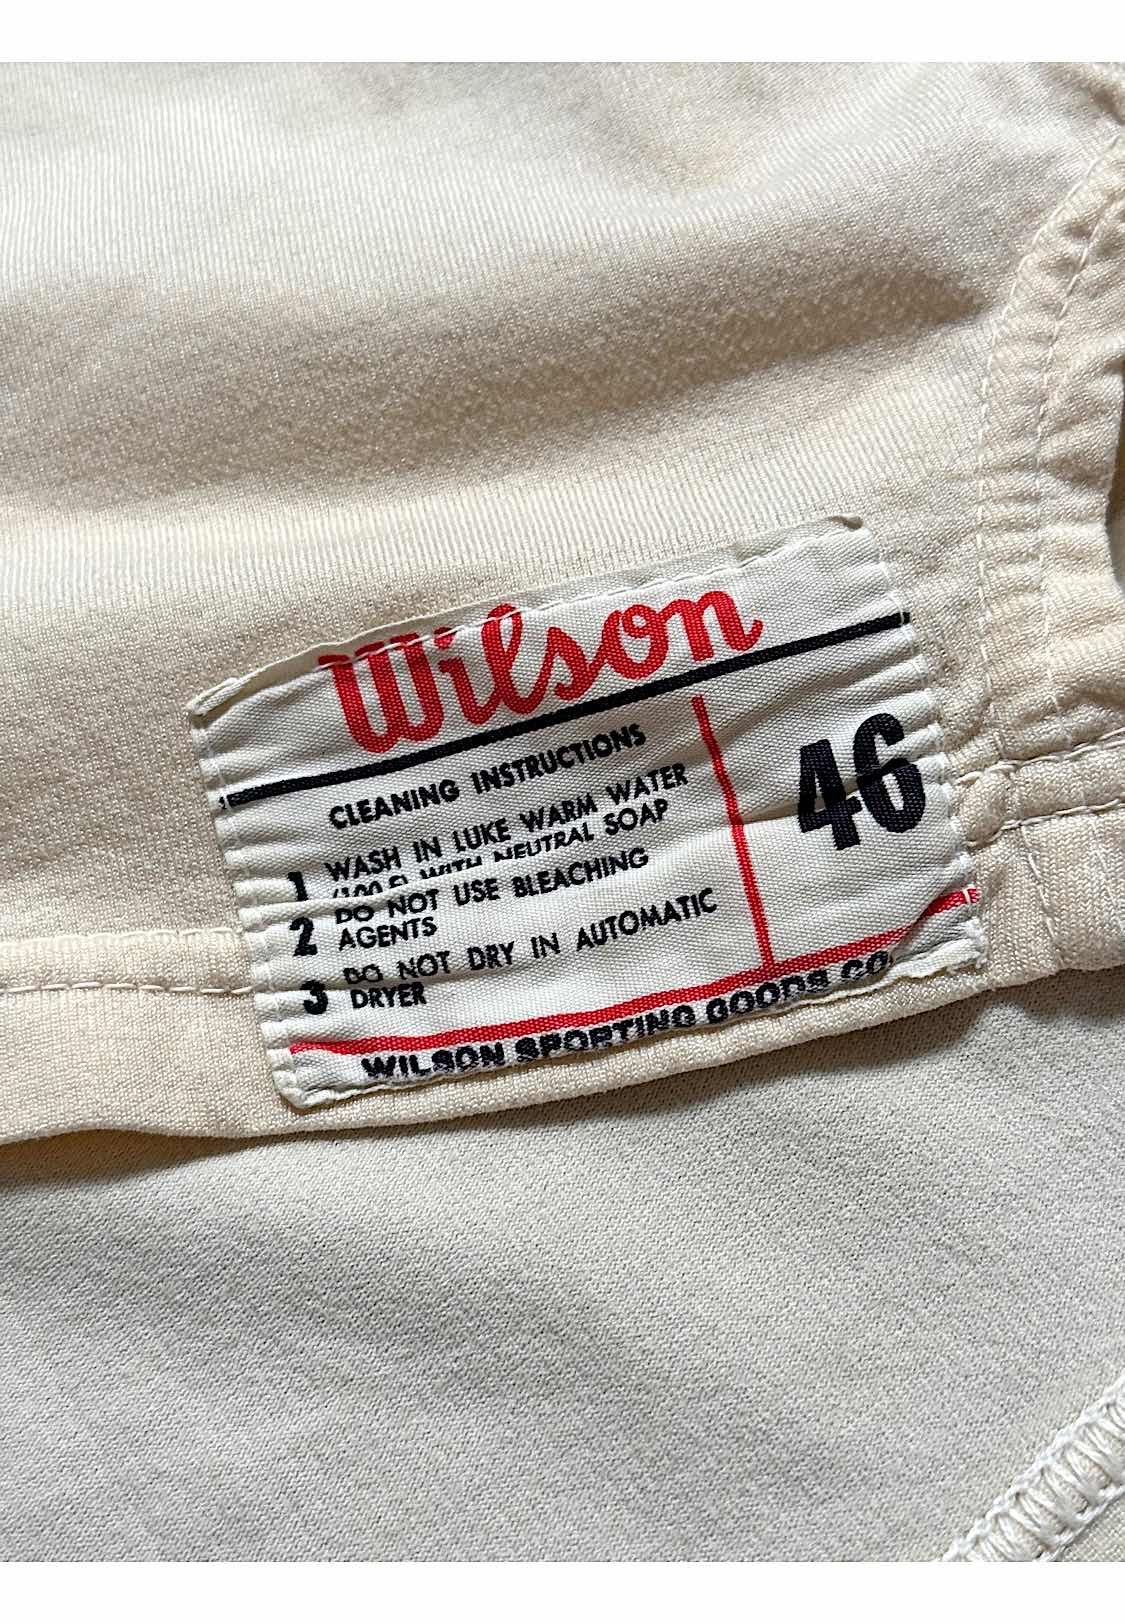 Wilson
CLEANING INSTRUCTIONS
46
1 WASH IN LUKE WARM WATER
(100 F) WITH NEUTRAL SOAP
2 DO NOT USE BLEACHING
AGENTS
3 DO NOT DRY IN AUTOMATIC
DRYER
WILSON SPORTING GOODS CO.